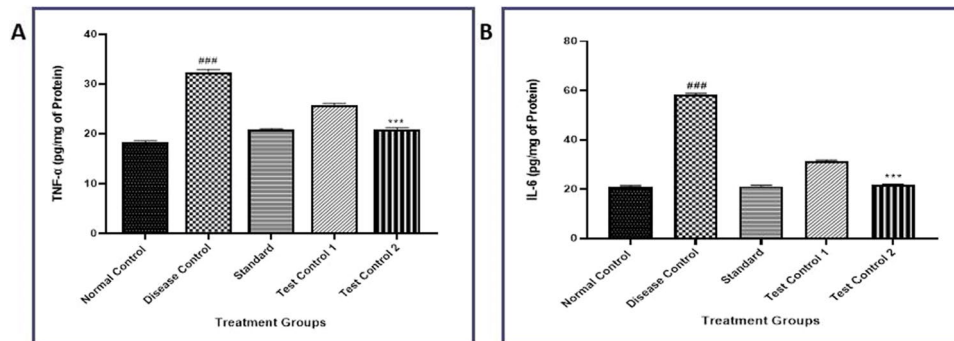 A
TNF-α (pg/mg of Protein)
40
30
20
10
0
###
***
Normal Control
Disease Control
Standard
Test Control 1
Test Control 2
Treatment Groups
B
IL-6 (pg/mg of Protein)
80
60
40
20
0
###
***
Normal Control
Disease Control
Standard
Test Control 1
Test Control 2
Treatment Groups